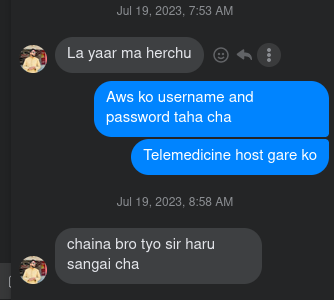 Jul 19, 2023, 7:53 AM
La yaar ma herchu
Aws ko username and
password taha cha
Telemedicine host gare ko
Jul 19, 2023, 8:58 AM
chaina bro tyo sir haru
sangai cha